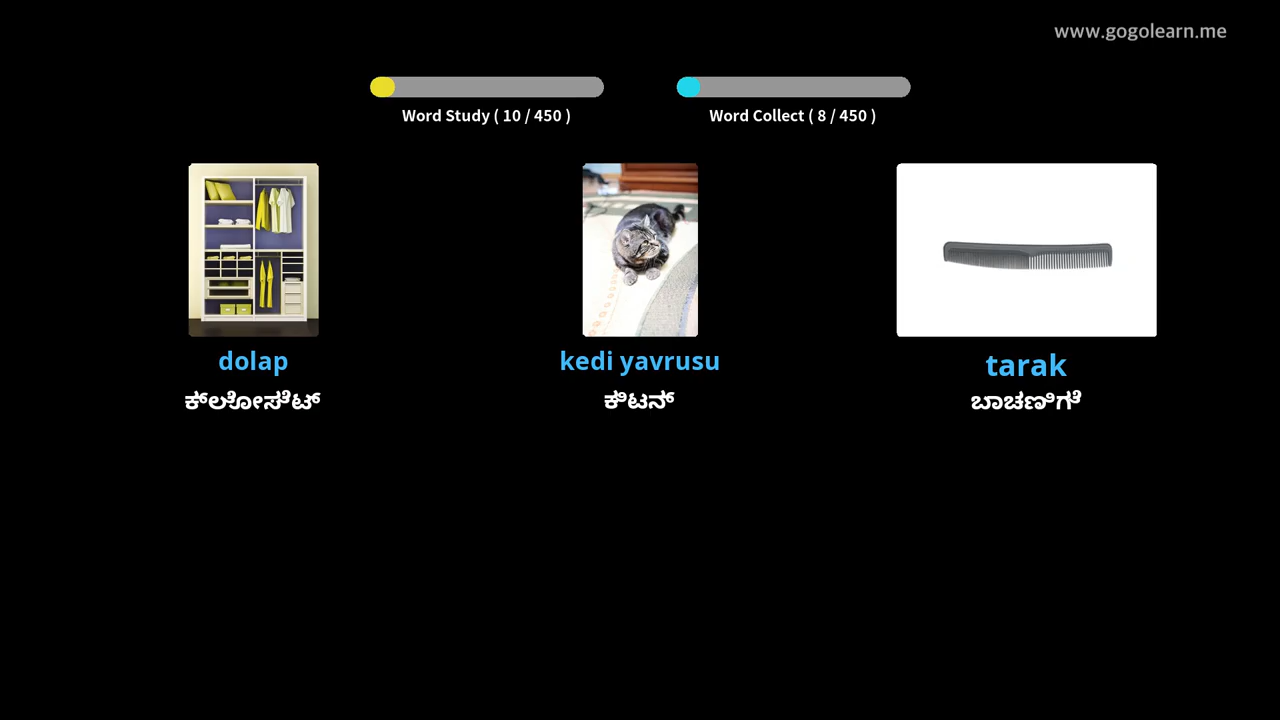 www.gogolearn.me
Word Study ( 10 / 450 )
Word Collect ( 8 / 450 )
dolap
kedi yavrusu
tarak
ಕ್ಲೋಸೆಟ್
ಕಿಟನ್
ಬಾಚಣಿಗೆ